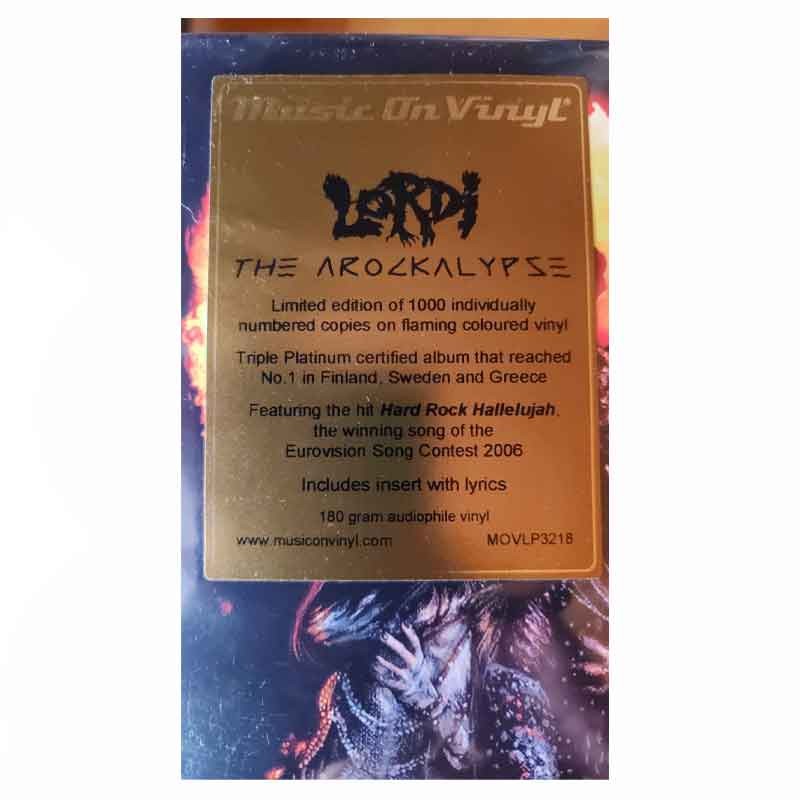 Music On Vinyl®
LORDI
THE AROCKALYPSE
Limited edition of 1000 individually
numbered copies on flaming coloured vinyl
Triple Platinum certified album that reached
No.1 in Finland, Sweden and Greece
Featuring the hit Hard Rock Hallelujah,
the winning song of the
Eurovision Song Contest 2006
Includes insert with lyrics
180 gram audiophile vinyl
www.musiconvinyl.com MOVLP3218